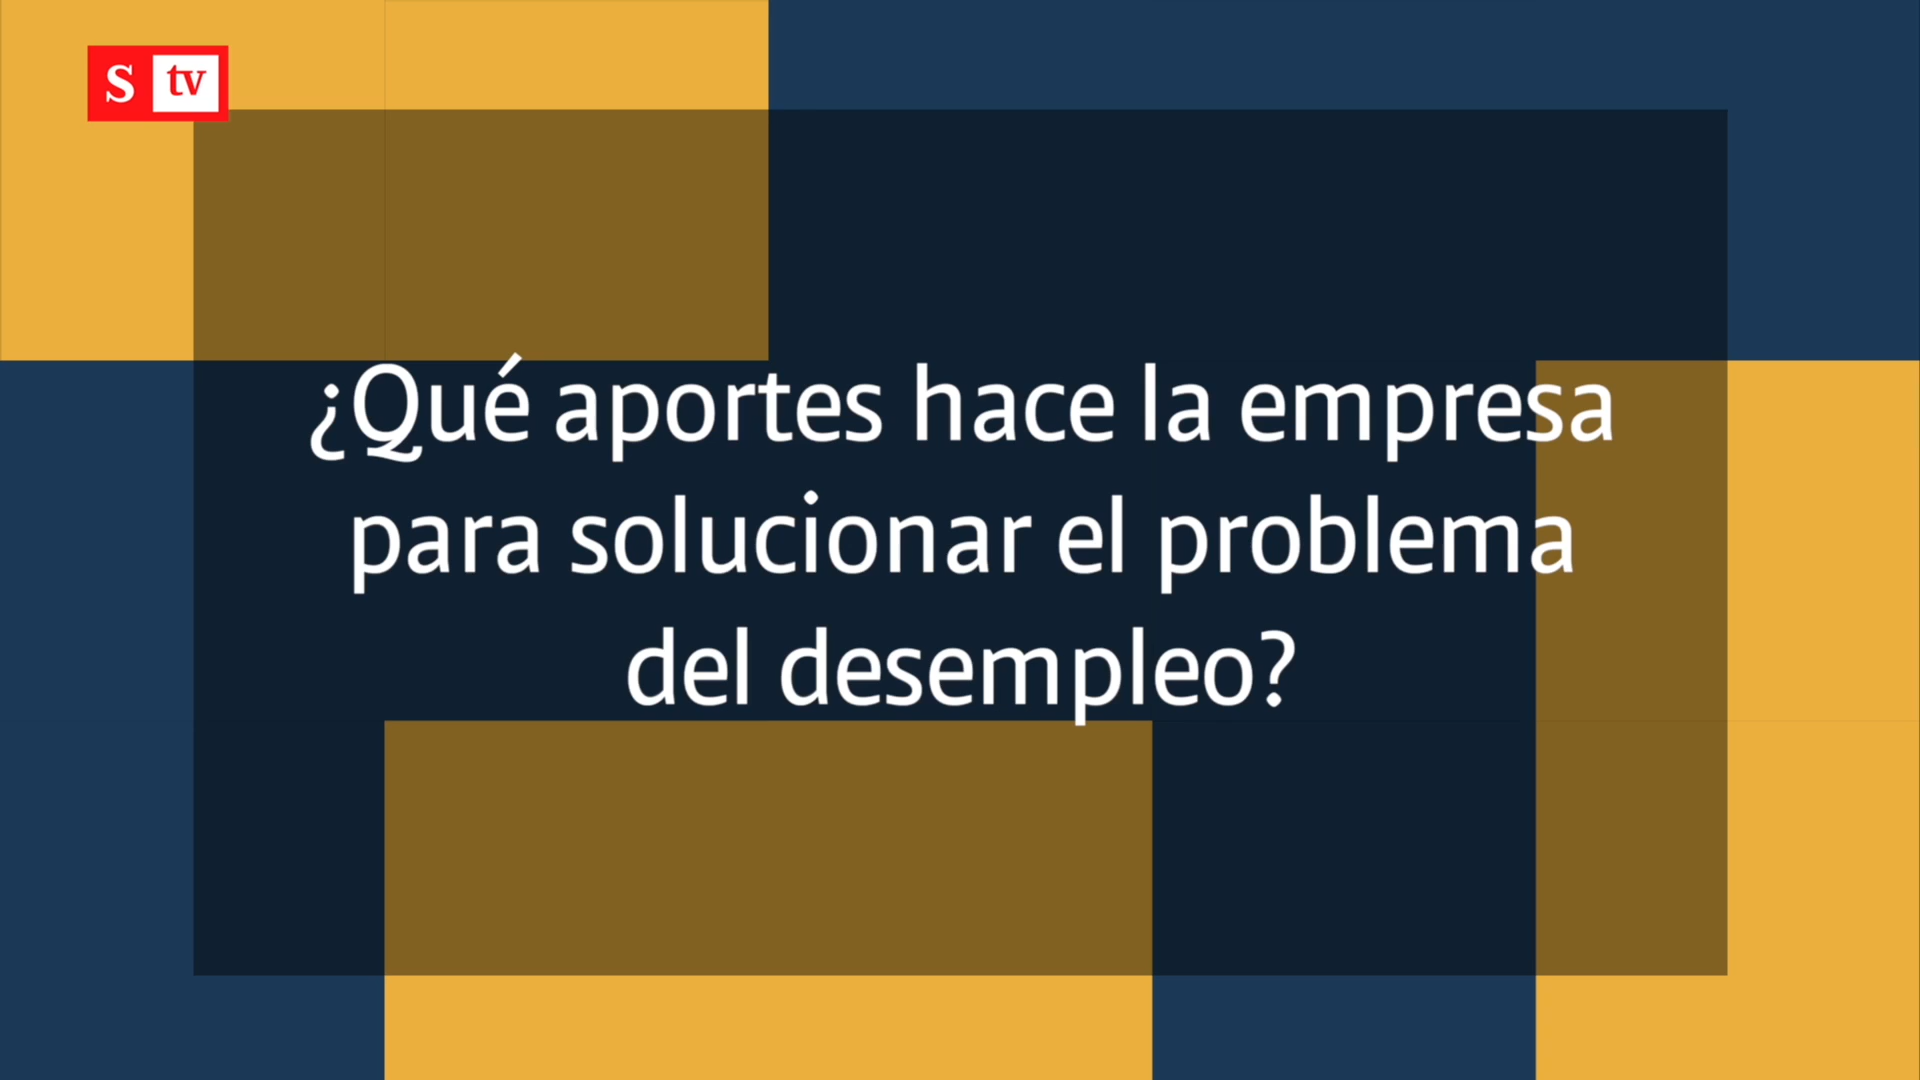 S tv
¿Qué aportes hace la empresa
para solucionar el problema
del desempleo?